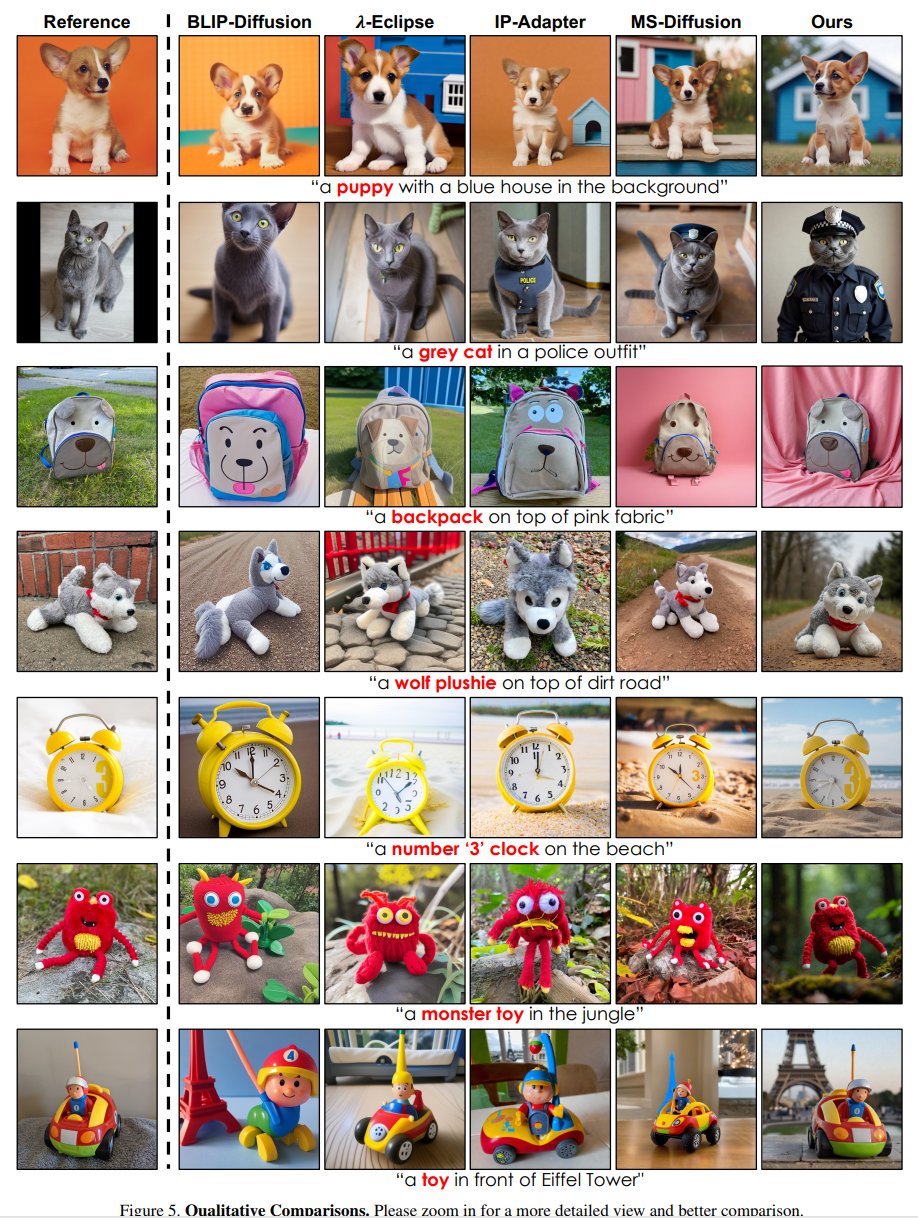 Reference BLIP-Diffusion λ-Eclipse IP-Adapter MS-Diffusion Ours
“a puppy with a blue house in the background”
POLICE
“a grey cat in a police outfit”
“a backpack on top of pink fabric”
“a wolf plushie on top of dirt road”
“a number ‘3’ clock on the beach”
“a monster toy in the jungle”
4
“a toy in front of Eiffel Tower"
Figure 5. Qualitative Comparisons. Please zoom in for a more detailed view and better comparison.